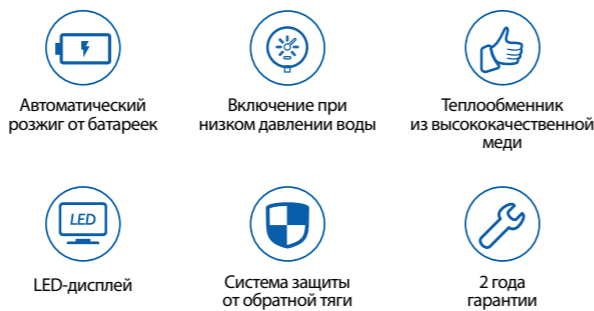 Автоматический
розжиг от батареек
Включение при
низком давлении воды
Теплообменник
из высококачественной
меди
LED
LED-дисплей
Система защиты
от обратной тяги
2 года
гарантии